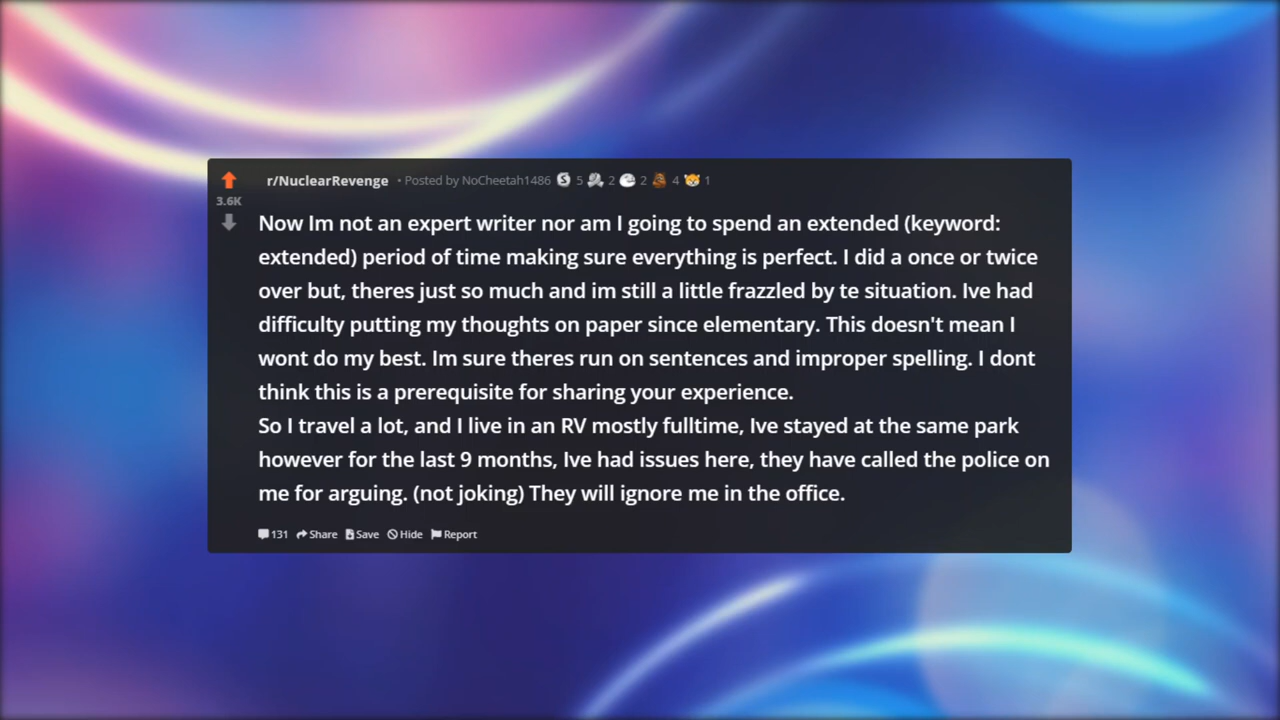 r/NuclearRevenge • Posted by NoCheetah1486 5 2 2 4 1
3.6K
Now Im not an expert writer nor am I going to spend an extended (keyword:
extended) period of time making sure everything is perfect. I did a once or twice
over but, theres just so much and im still a little frazzled by te situation. Ive had
difficulty putting my thoughts on paper since elementary. This doesn't mean I
wont do my best. Im sure theres run on sentences and improper spelling. I dont
think this is a prerequisite for sharing your experience.
So I travel a lot, and I live in an RV mostly fulltime, Ive stayed at the same park
however for the last 9 months, Ive had issues here, they have called the police on
me for arguing. (not joking) They will ignore me in the office.
131 Share Save Hide Report